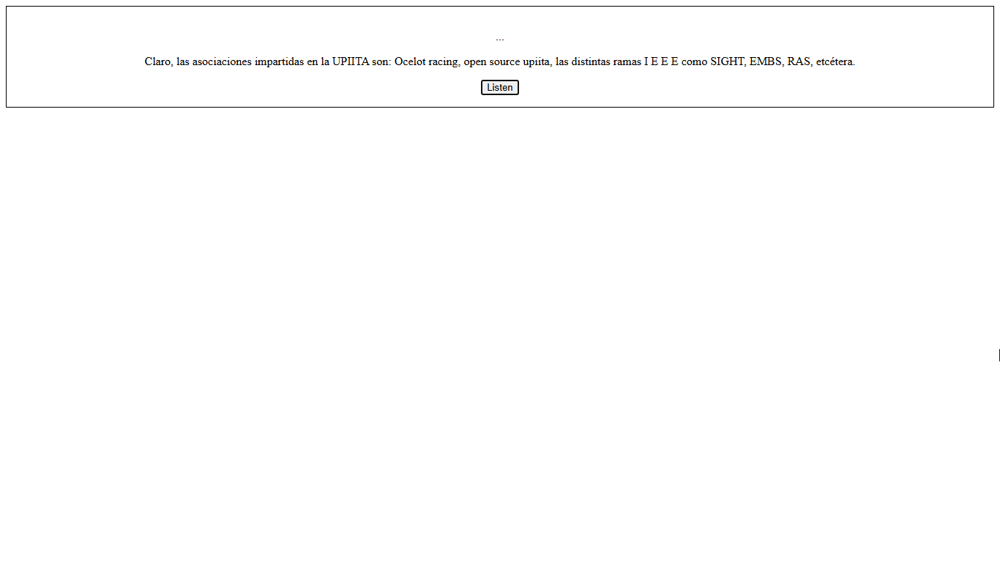 ...
Claro, las asociaciones impartidas en la UPIITA son: Ocelot racing, open source upiita, las distintas ramas I E E E como SIGHT, EMBS, RAS, etcétera.
Listen